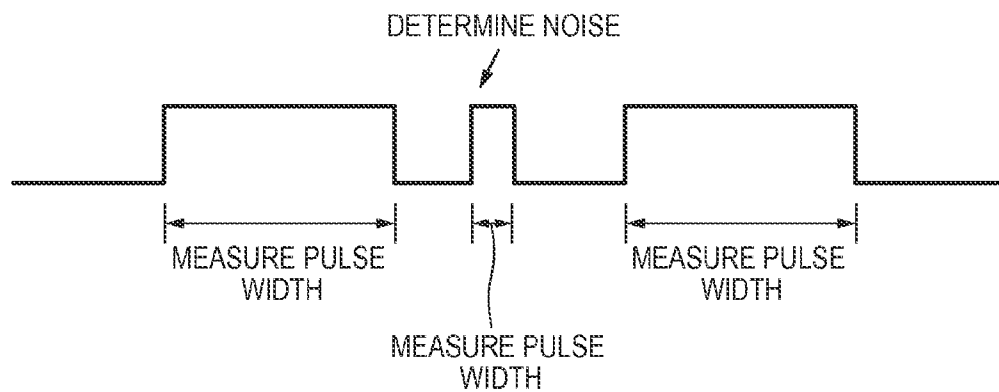 DETERMINE NOISE
MEASURE PULSE
WIDTH
MEASURE PULSE
WIDTH
MEASURE PULSE
WIDTH